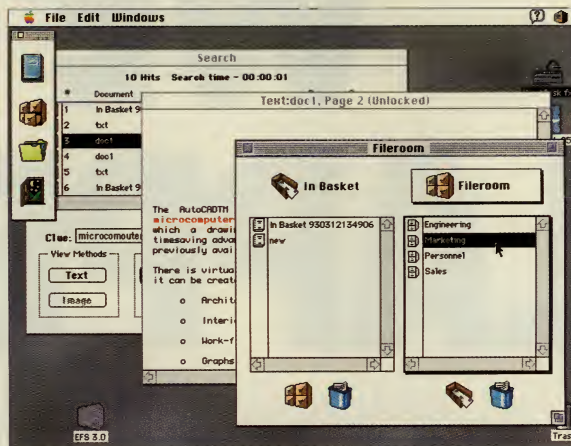 File Edit Windows
Search
10 Hits Search time - 00:00:01
# Document
1 In Basket 9
2 txt
3 doc1
4 doc1
5 txt
6 In Basket 9
Clue: microcomputer
View Methods
Text
Image
Text:doc1, Page 2 (Unlocked)
The AutoCADTM
microcomputer
which a drawi
timesaving adva
previously avai
There is virtua
it can be creat
o Archit
o Interi
o Work-f
o Graphs
Fileroom
In Basket
Fileroom
In Basket 930312134906
new
Engineering
Marketing
Personnel
Sales
EFS 3.0
Tras